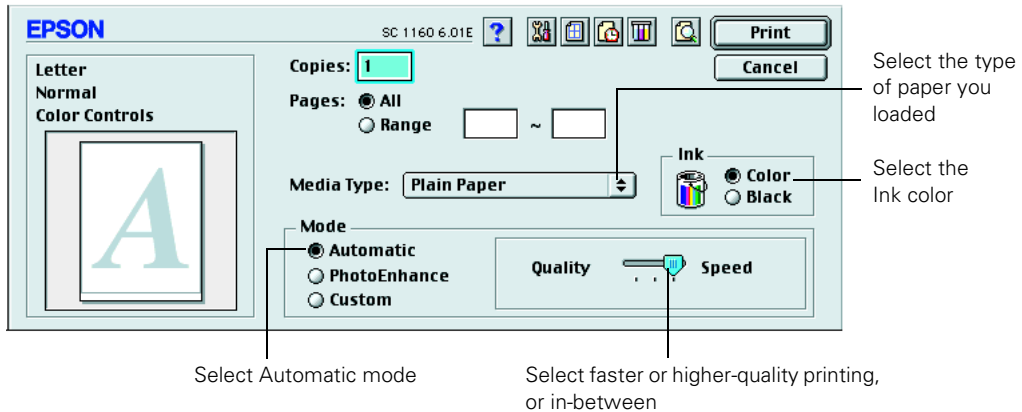 EPSON
SC 1160 6.01E
?
Print
Cancel
Letter
Normal
Color Controls
A
Copies: 1
Pages: All
Range ~
Media Type: Plain Paper
Ink
Color
Black
Mode
Automatic
PhotoEnhance
Custom
Quality Speed
Select the type
of paper you
loaded
Select the
Ink color
Select Automatic mode
Select faster or higher-quality printing,
or in-between